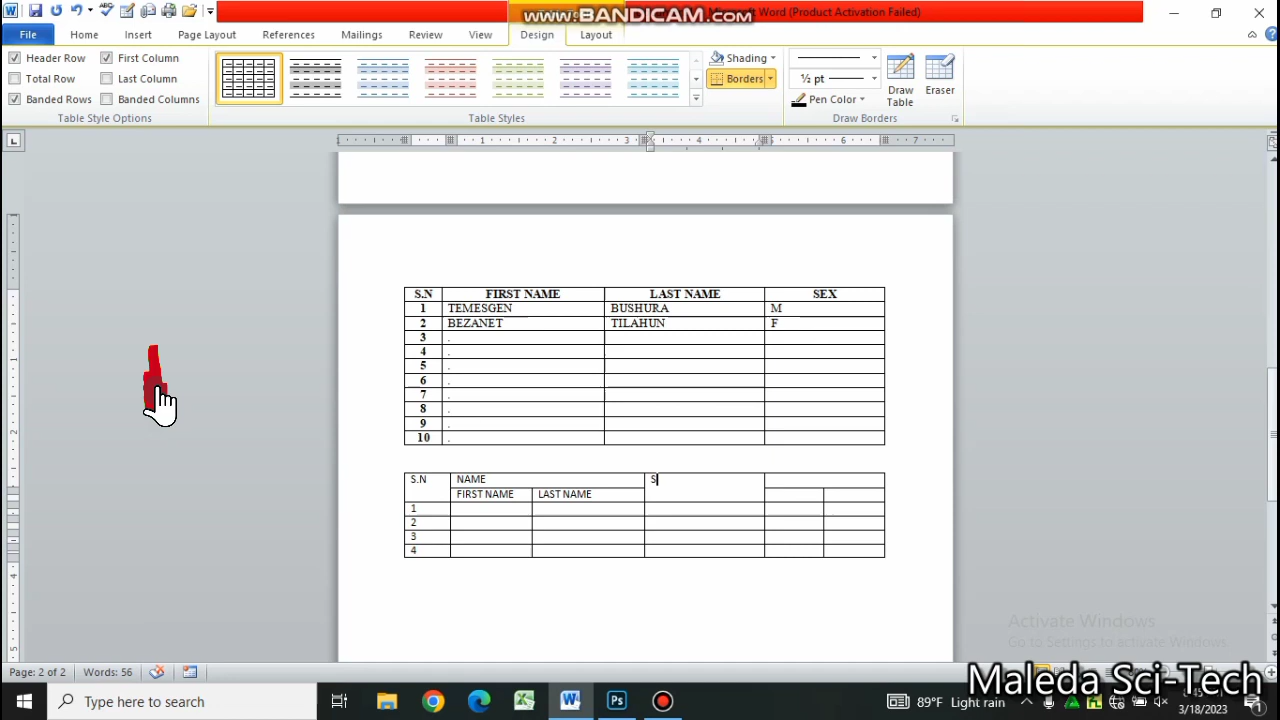 www.BANDICAM.com
Microsoft Word (Product Activation Failed)
File Home Insert Page Layout References Mailings Review View Design Layout
Header Row First Column
Total Row Last Column
Banded Rows Banded Columns
Table Style Options
Table Styles
Shading
Borders
½ pt
Pen Color
Draw Table
Eraser
Draw Borders
S.N FIRST NAME LAST NAME SEX
1 TEMESGEN BUSHURA M
2 BEZANET TILAHUN F
3 .
4 .
5 .
6 .
7 .
8 .
9 .
10 .
S.N NAME S
FIRST NAME LAST NAME
1
2
3
4
Activate Windows
Go to Settings to activate Windows.
Page: 2 of 2 Words: 56
Maleda Sci-Tech
Type here to search
89°F Light rain
3/18/2023